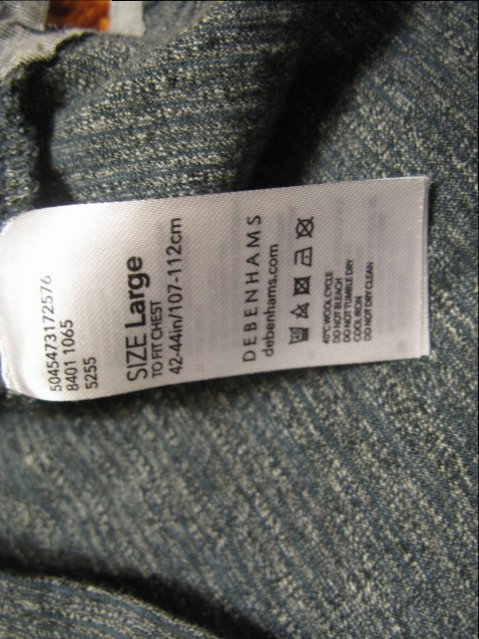 5045473172576
8401 1065
5255
SIZE Large
TO FIT CHEST
42-44in/107-112cm
DEBENHAMS
debenhams.com
40°C WOOL CYCLE
DO NOT BLEACH
DO NOT TUMBLE DRY
COOL IRON
DO NOT DRY CLEAN